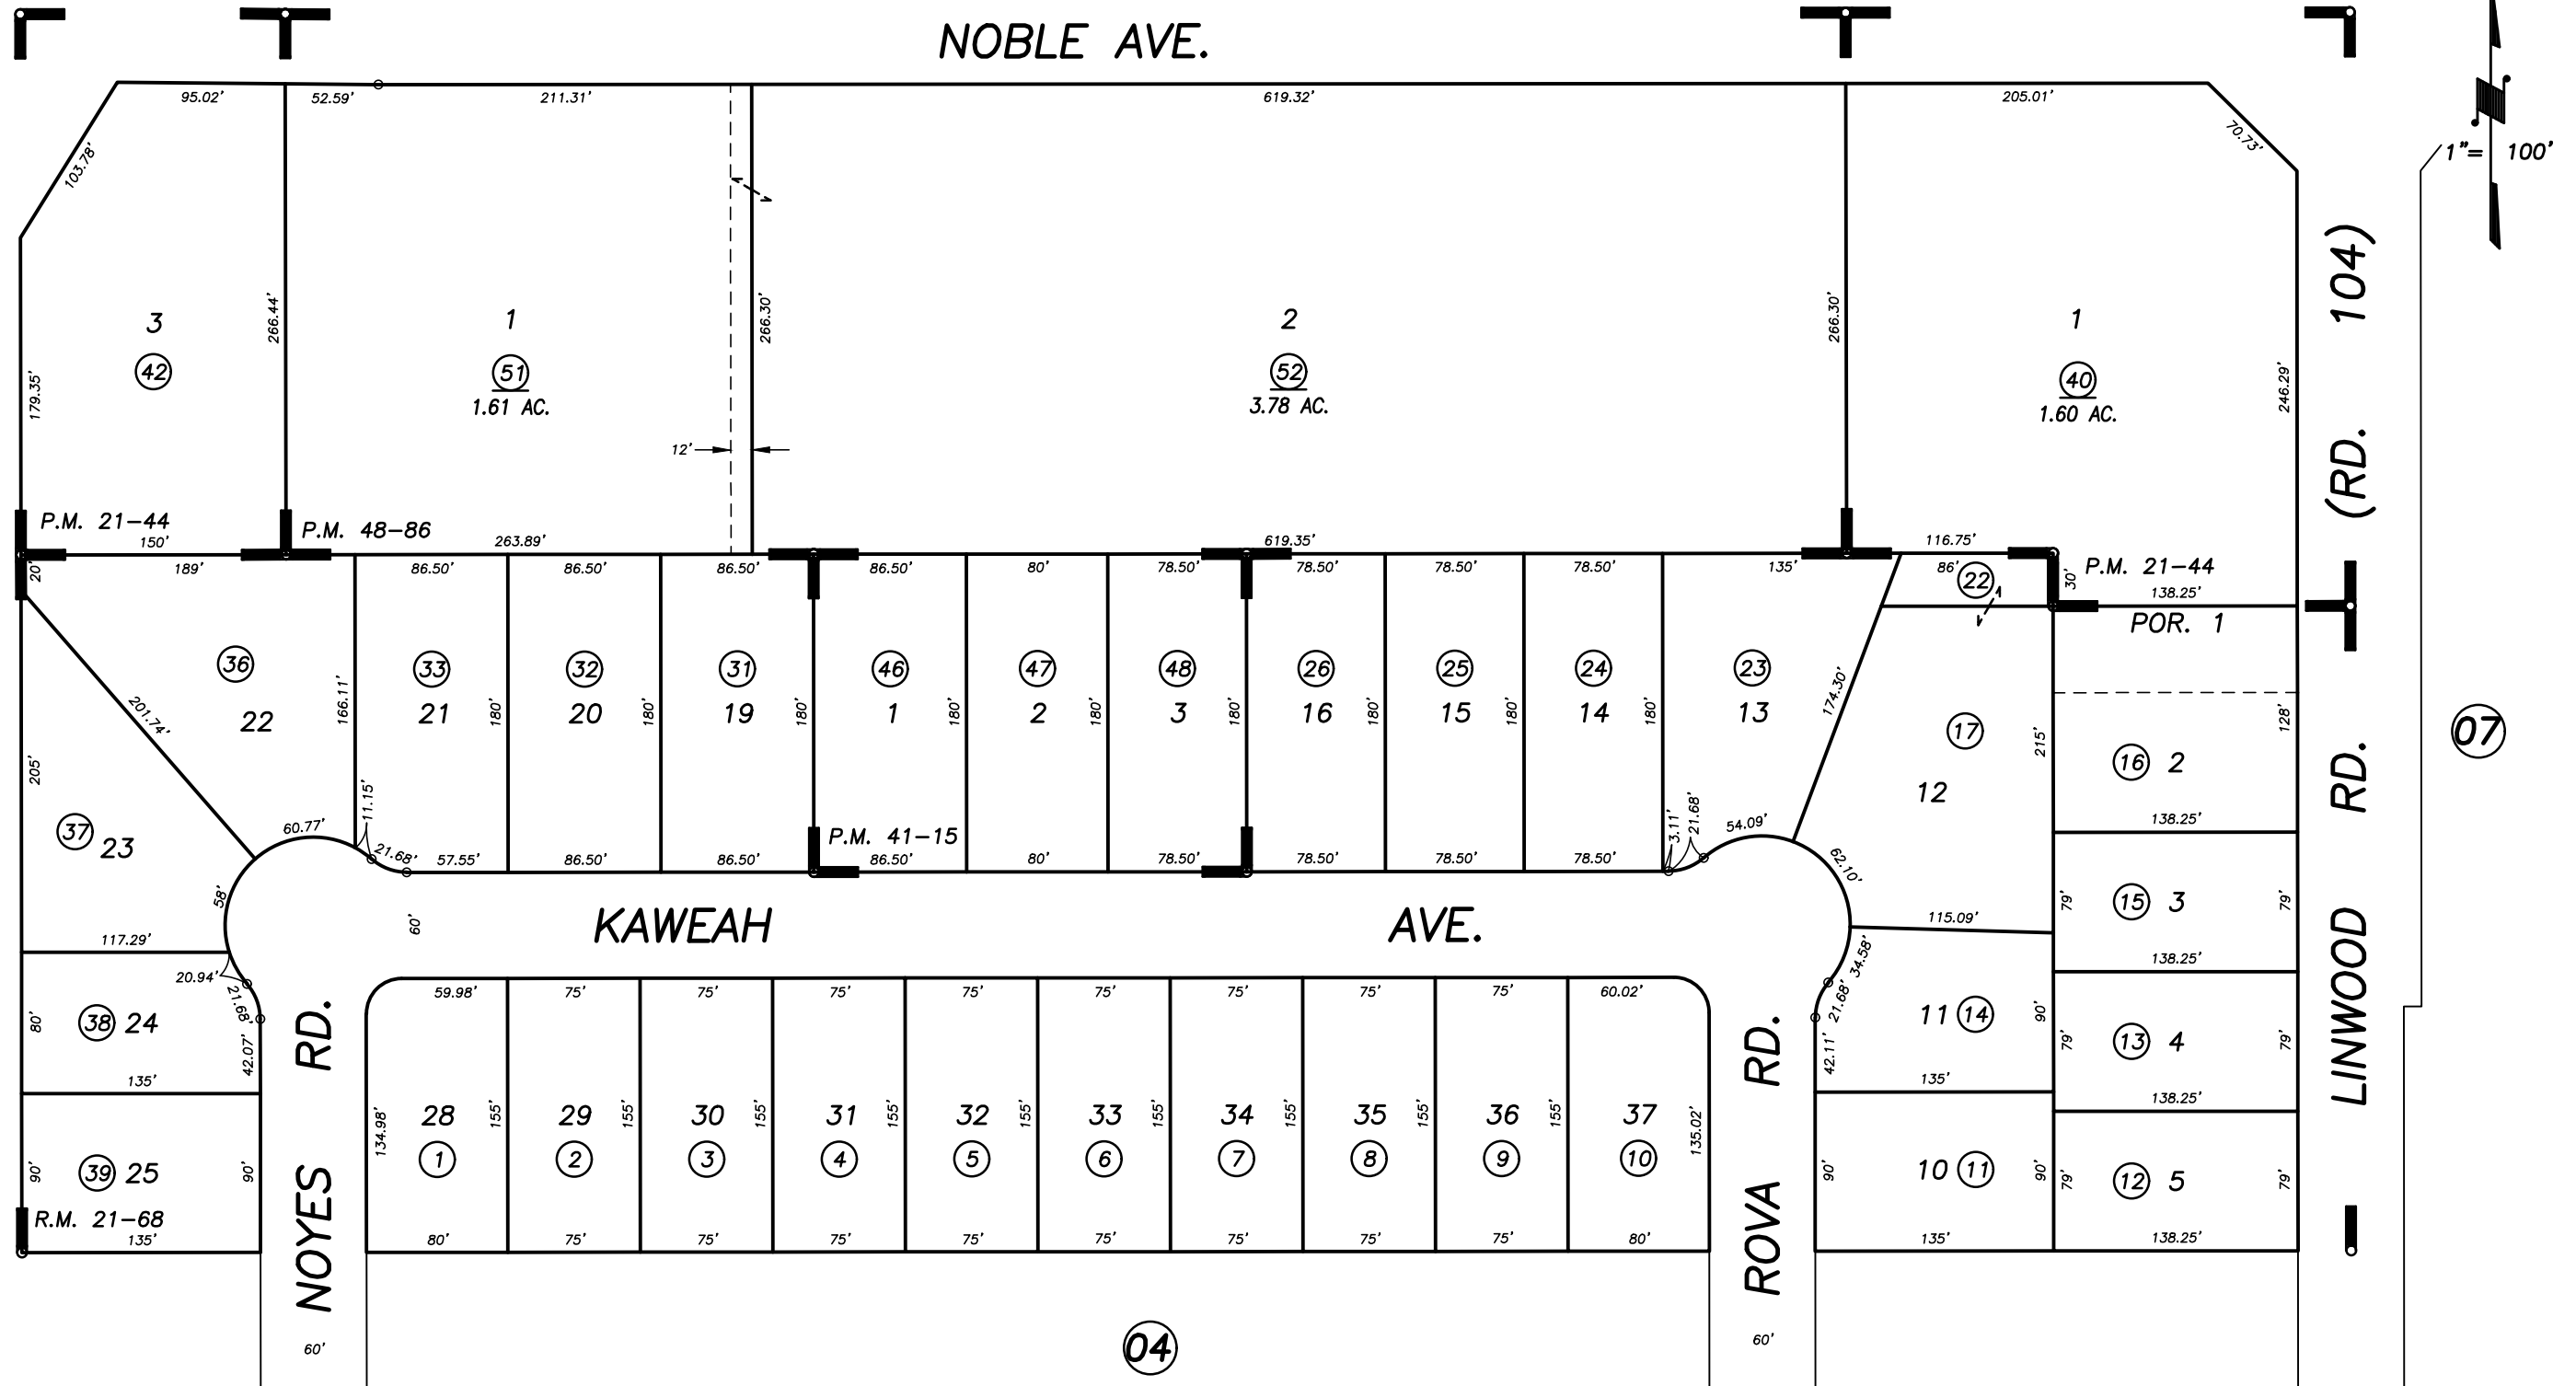 NOBLE AVE.
95.02' 52.59' 211.31' 619.32' 205.01'
103.78' 70.73'
1"= 100'
266.44' 266.30' 266.30'
3 1 2 1
42 51 52 40
1.61 AC. 3.78 AC. 1.60 AC.
179.35' 246.29'
12'
LINWOOD RD. (RD. 104)
P.M. 21-44 P.M. 48-86
150' 263.89' 619.35' 116.75'
20' 189' 86.50' 86.50' 86.50' 86.50' 80' 78.50' 78.50' 78.50' 78.50' 135' 86' 22 30' P.M. 21-44
138.25'
POR. 1
36 33 32 31 46 47 48 26 25 24 23
22 21 20 19 1 2 3 16 15 14 13
201.74' 166.11' 180' 180' 180' 180' 180' 180' 180' 180' 180' 174.30'
17 215' 128' 07
12 16 2
205' 138.25'
37 23
60.77' 11.15' 21.68' 57.55' 86.50' 86.50' 86.50' 80' 78.50' 78.50' 78.50' 78.50' 3.11' 21.68' 54.09' 62.10'
P.M. 41-15
58' 60' KAWEAH AVE.
117.29' 115.09'
79' 15 3 79'
138.25'
20.94' 21.68' 34.58' 21.68'
59.98' 75' 75' 75' 75' 75' 75' 75' 75' 60.02'
80' 38 24 42.07' 42.11' 11 14 90' 79' 13 4 79'
135' 135' 138.25'
NOYES RD. ROVA RD.
134.98' 155' 155' 155' 155' 155' 155' 155' 155' 155' 135.02'
28 29 30 31 32 33 34 35 36 37
1 2 3 4 5 6 7 8 9 10
90' 39 25 90' 90' 10 11 90' 79' 12 5 79'
R.M. 21-68
135' 80' 75' 75' 75' 75' 75' 75' 75' 75' 80' 135' 138.25'
60' 04 60'